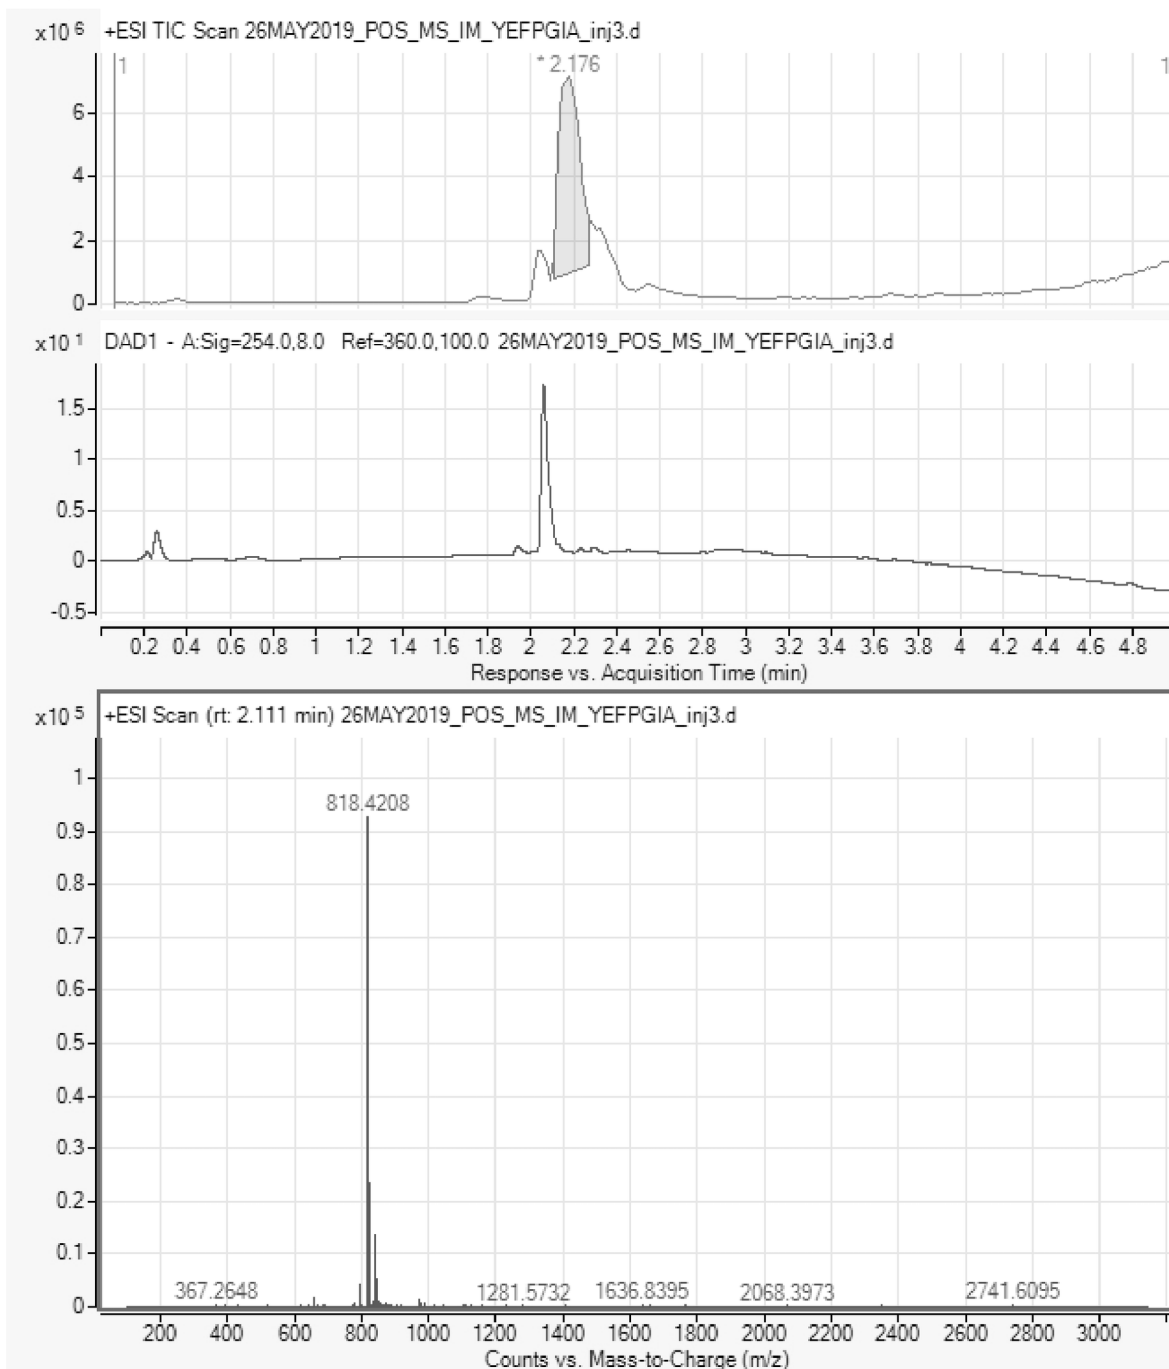 x10 6 +ESI TIC Scan 26MAY2019_POS_MS_IM_YEFPGIA_inj3.d
1 * 2.176 1
6
4
2
0
x10 1 DAD1 - A:Sig=254.0,8.0 Ref=360.0,100.0 26MAY2019_POS_MS_IM_YEFPGIA_inj3.d
1.5
1
0.5
0
-0.5
0.2 0.4 0.6 0.8 1 1.2 1.4 1.6 1.8 2 2.2 2.4 2.6 2.8 3 3.2 3.4 3.6 3.8 4 4.2 4.4 4.6 4.8
Response vs. Acquisition Time (min)
x10 5 +ESI Scan (rt: 2.111 min) 26MAY2019_POS_MS_IM_YEFPGIA_inj3.d
1
818.4208
0.9
0.8
0.7
0.6
0.5
0.4
0.3
0.2
0.1
367.2648 1281.5732 1636.8395 2068.3973 2741.6095
0
200 400 600 800 1000 1200 1400 1600 1800 2000 2200 2400 2600 2800 3000
Counts vs. Mass-to-Charge (m/z)